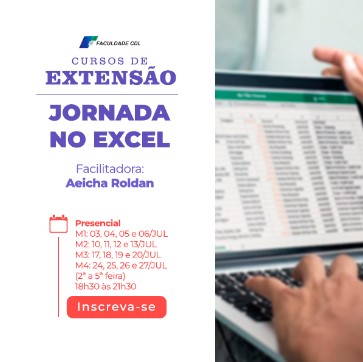 FACULDADE CDL
CURSOS DE
EXTENSÃO
JORNADA
NO EXCEL
Facilitadora:
Aeicha Roldan
Presencial
M1: 03, 04, 05 e 06/JUL
M2: 10, 11, 12 e 13/JUL
M3: 17, 18, 19 e 20/JUL
M4: 24, 25, 26 e 27/JUL
(2ª a 5ª feira)
18h30 às 21h30
Inscreva-se